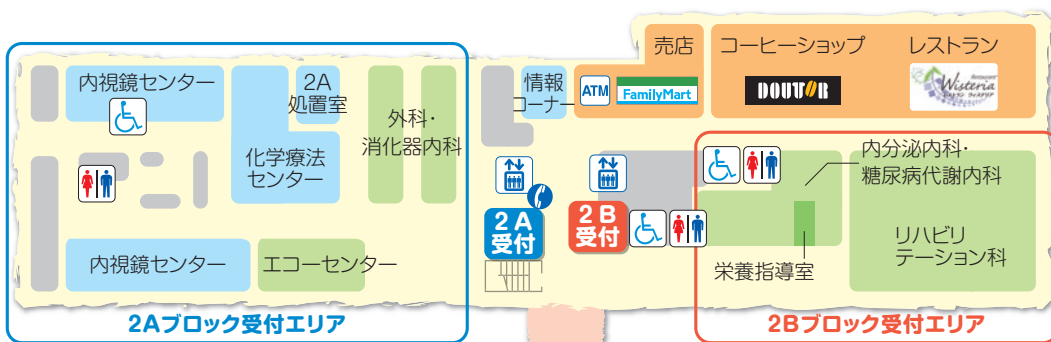 売店
コーヒーショップ
レストラン
内視鏡センター
2A
処置室
外科・
消化器内科
情報
コーナー
ATM
FamilyMart
DOUTOR
Restaurant
Wisteria
化学療法
センター
内分泌内科・
糖尿病代謝内科
2A
受付
2B
受付
リハビリ
テーション科
内視鏡センター
エコーセンター
栄養指導室
2Aブロック受付エリア
2Bブロック受付エリア